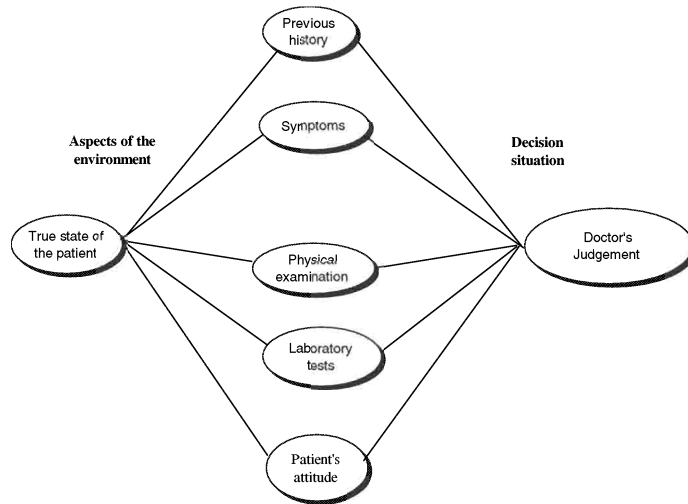 Previous
history
Symptoms
Aspects of the
environment
Decision
situation
True state of
the patient
Physical
examination
Doctor's
Judgement
Laboratory
tests
Patient's
attitude